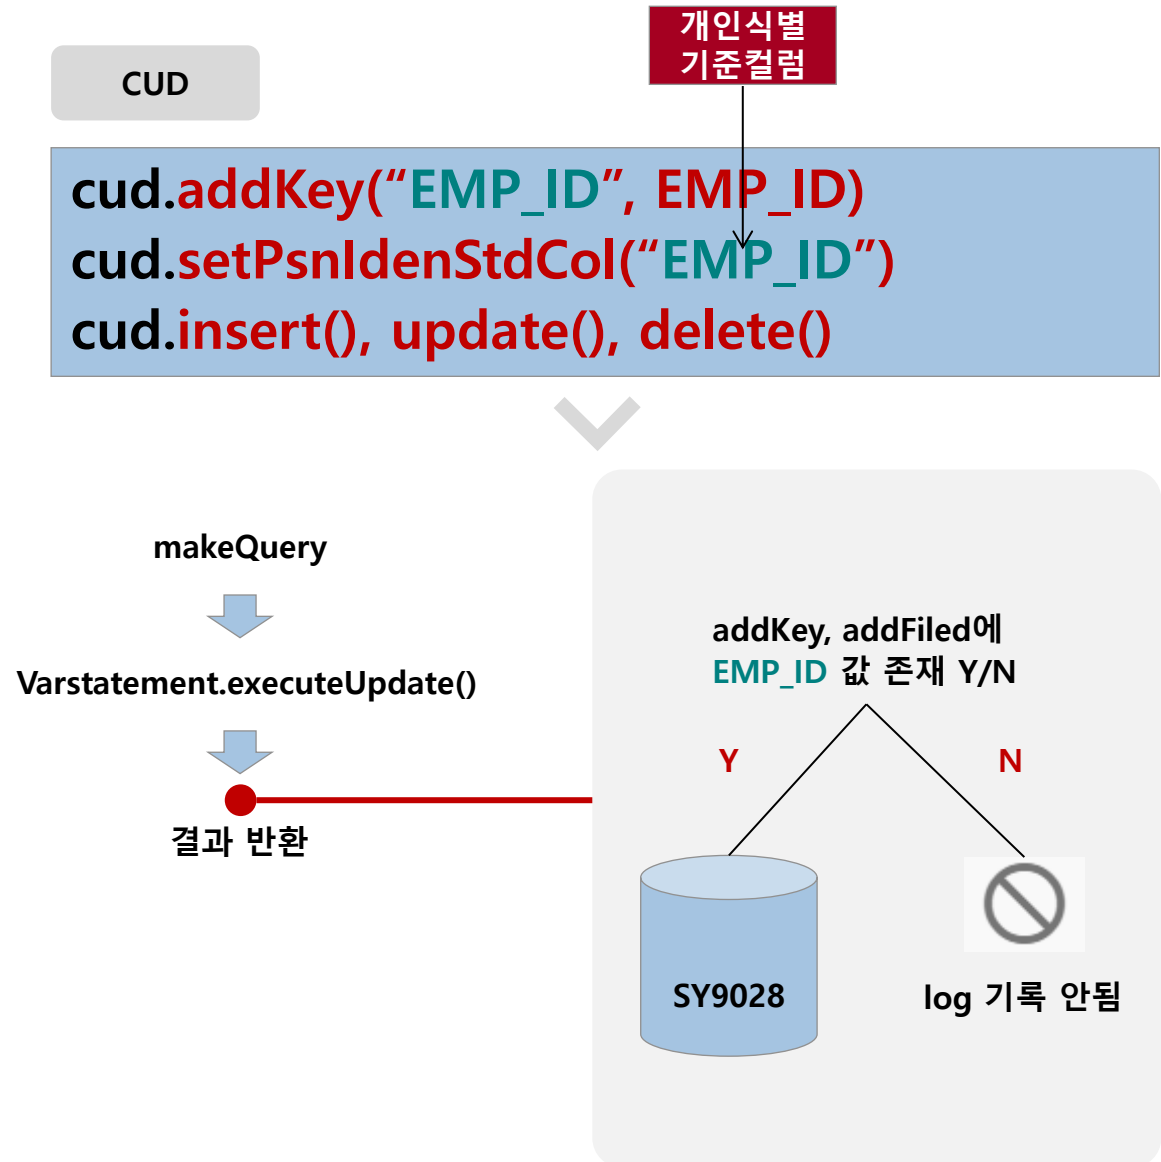 개인식별
기준컬럼
CUD
cud.addKey(“EMP_ID”, EMP_ID)
cud.setPsnIdenStdCol(“EMP_ID”)
cud.insert(), update(), delete()
makeQuery
Varstatement.executeUpdate()
결과 반환
addKey, addFiled에
EMP_ID 값 존재 Y/N
Y
N
SY9028
log 기록 안됨